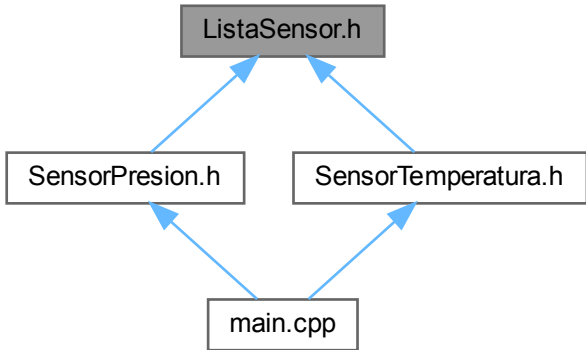 ListaSensor.h
SensorPresion.h
SensorTemperatura.h
main.cpp